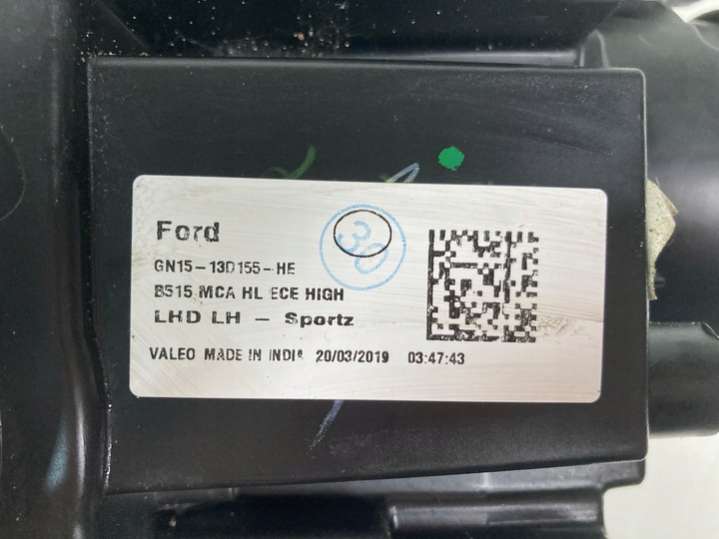 Ford
30
GN15-13D155-HE
B515 MCA HL ECE HIGH
LHD LH - Sportz
VALEO MADE IN INDIA 20/03/2019 03:47:43